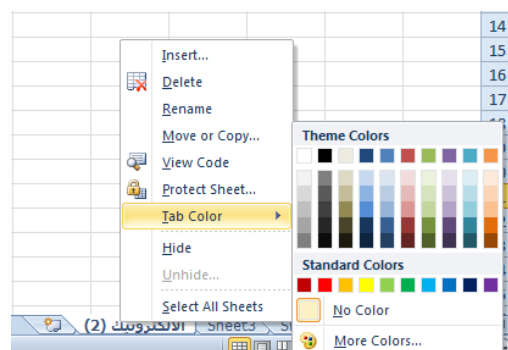 14
15
16
17
Insert...
Delete
Rename
Move or Copy...
View Code
Protect Sheet...
Tab Color
Hide
Unhide...
Select All Sheets
Theme Colors
Standard Colors
No Color
More Colors...
الالكترونيك (2)
Sheet3